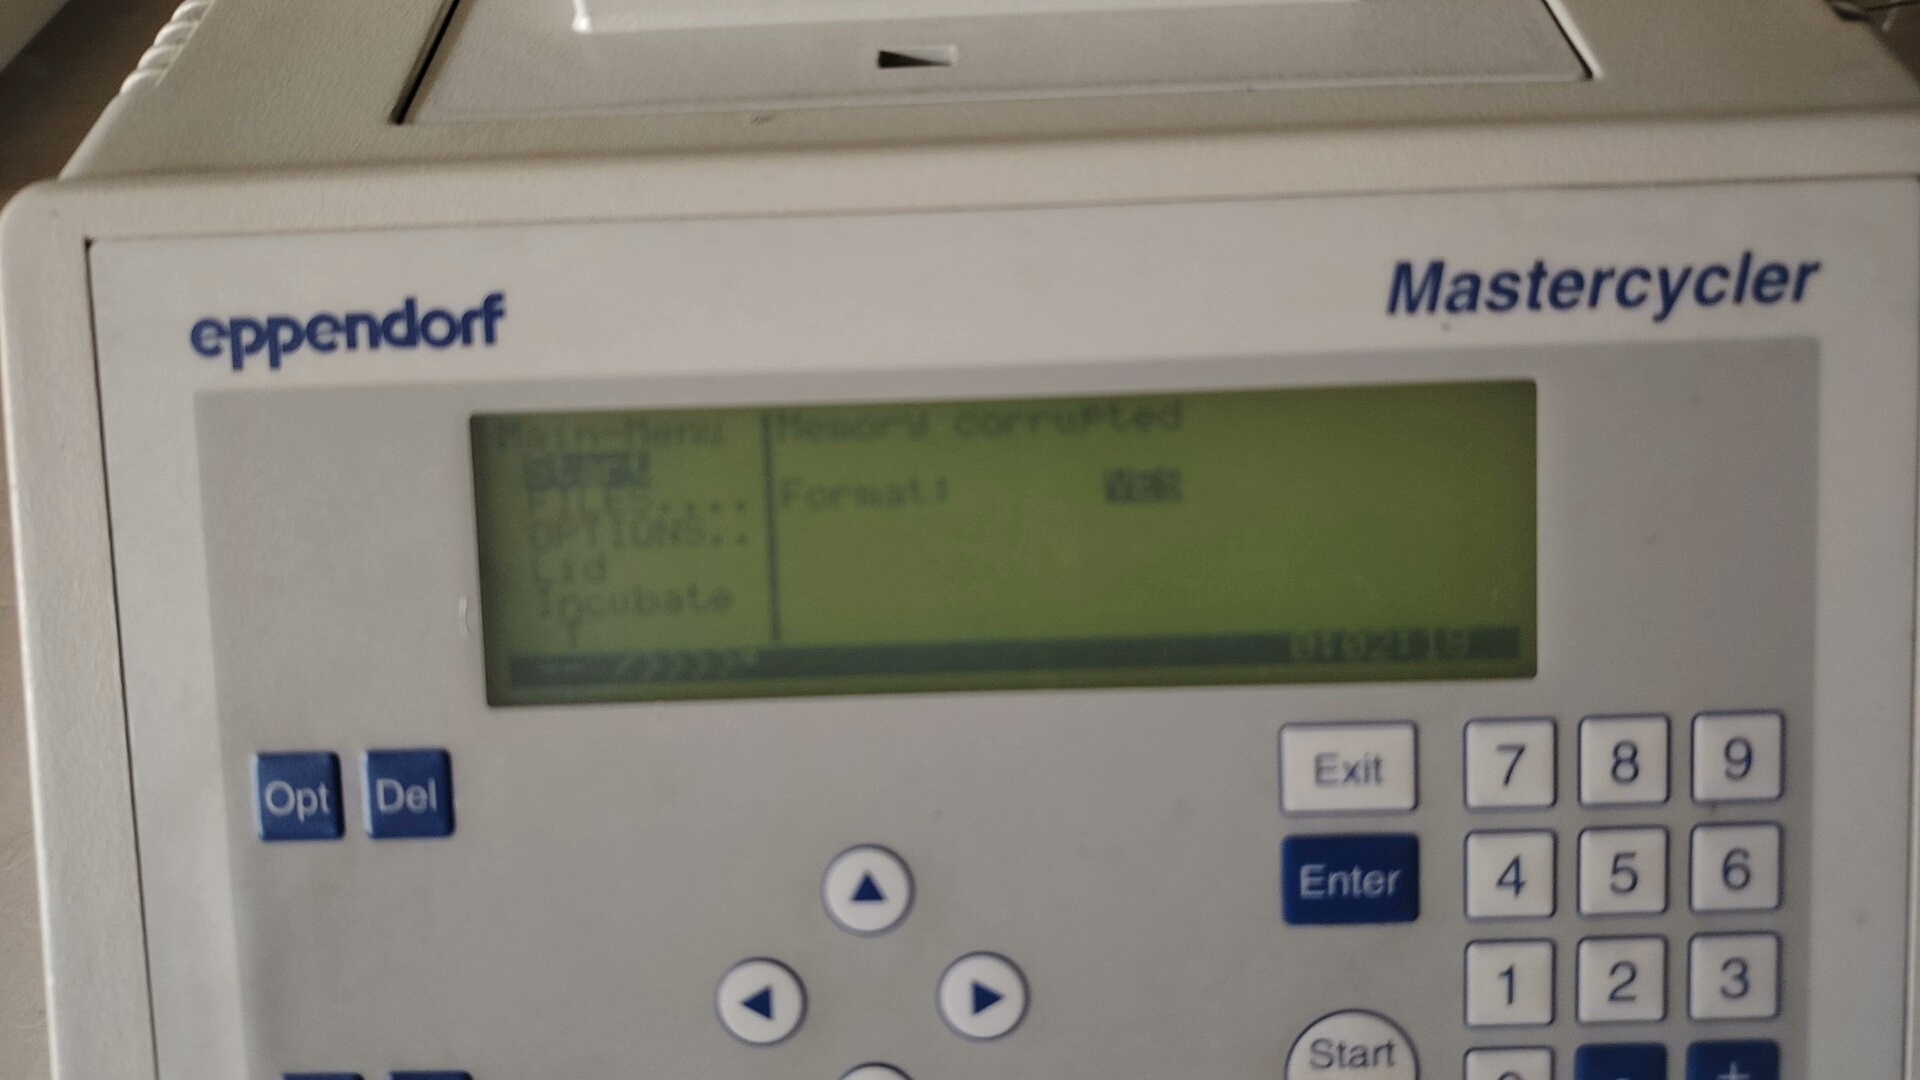 eppendorf
Mastercycler
Main-Menu
Memory corrupted
FILES....
Format:
OPTIONS..
Lid
Incubate
Opt
Del
Exit
7
8
9
Enter
4
5
6
1
2
3
Start